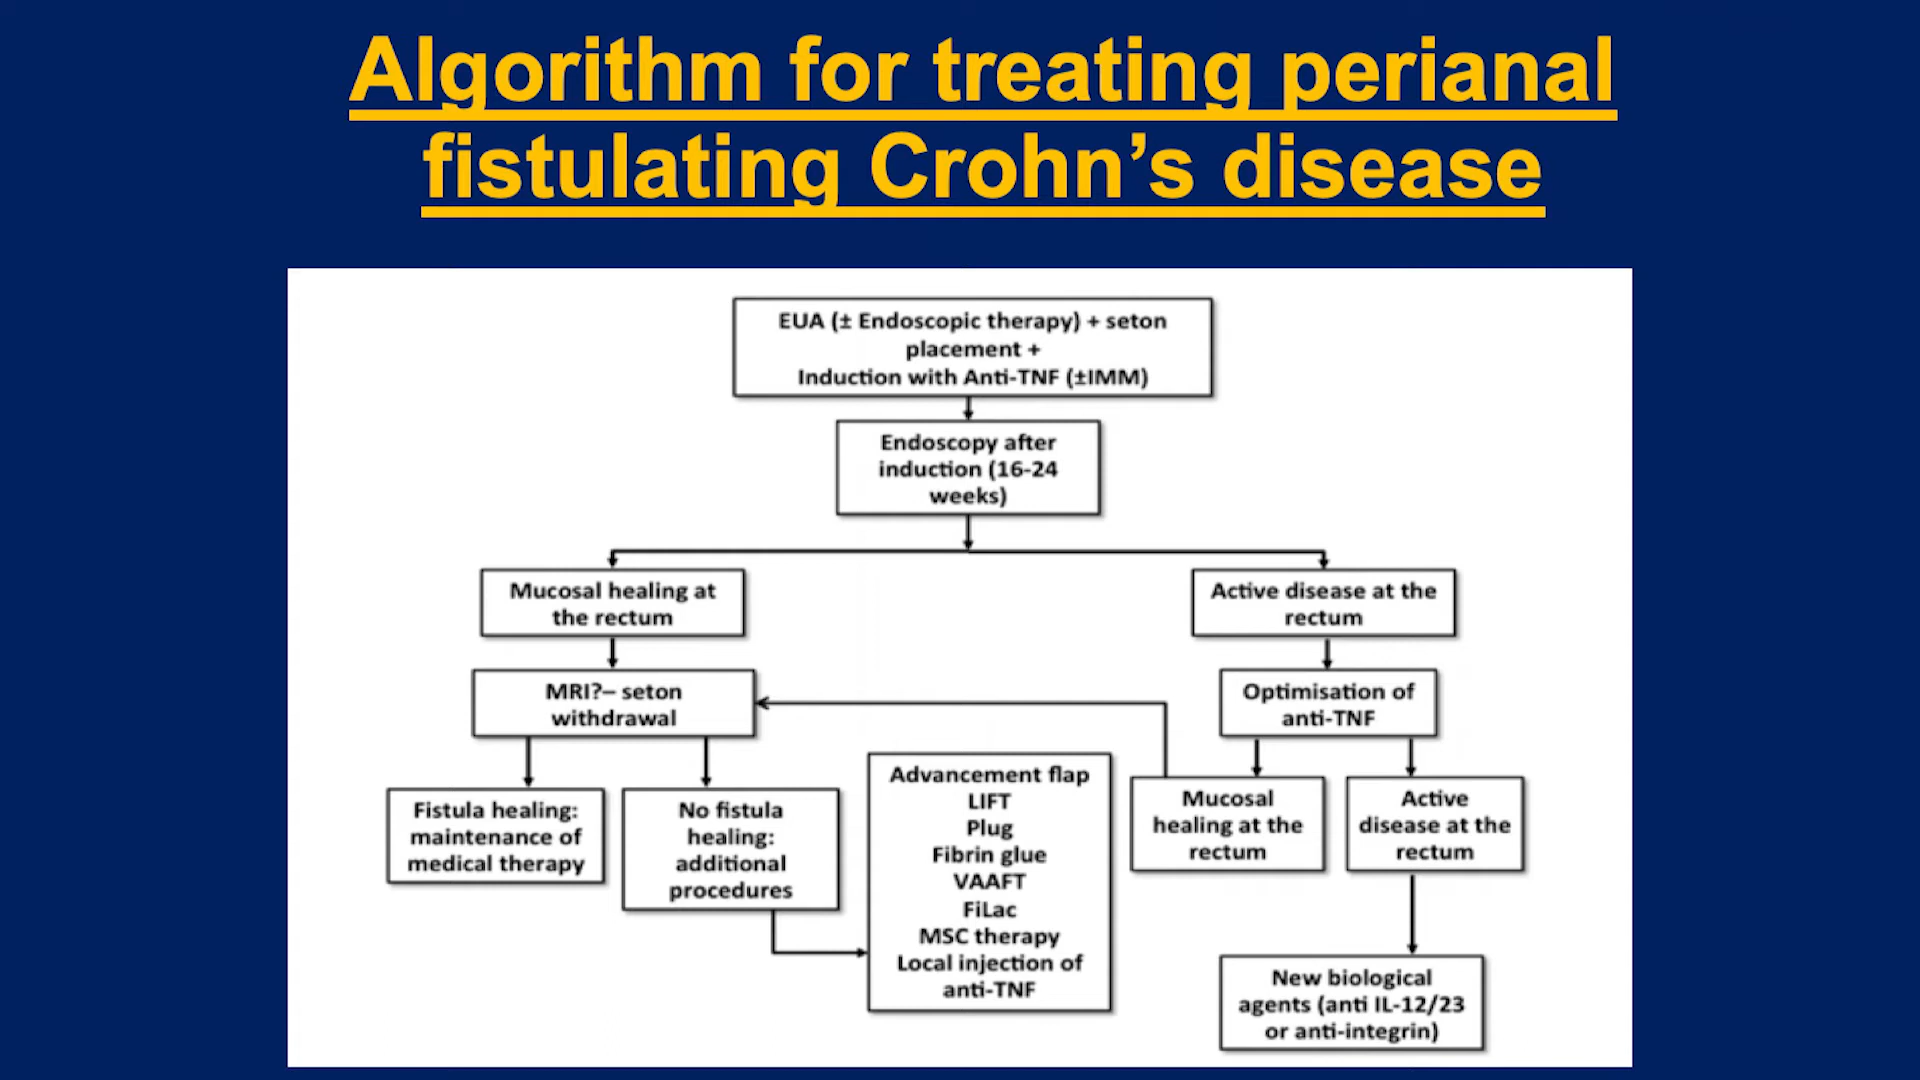 Algorithm for treating perianal
fistulating Crohn’s disease
EUA (± Endoscopic therapy) + seton
placement +
Induction with Anti-TNF (±IMM)
Endoscopy after
induction (16-24
weeks)
Mucosal healing at
the rectum
Active disease at the
rectum
MRI?– seton
withdrawal
Optimisation of
anti-TNF
Fistula healing:
maintenance of
medical therapy
No fistula
healing:
additional
procedures
Advancement flap
LIFT
Plug
Fibrin glue
VAAFT
FiLac
MSC therapy
Local injection of
anti-TNF
Mucosal
healing at the
rectum
Active
disease at the
rectum
New biological
agents (anti IL-12/23
or anti-integrin)